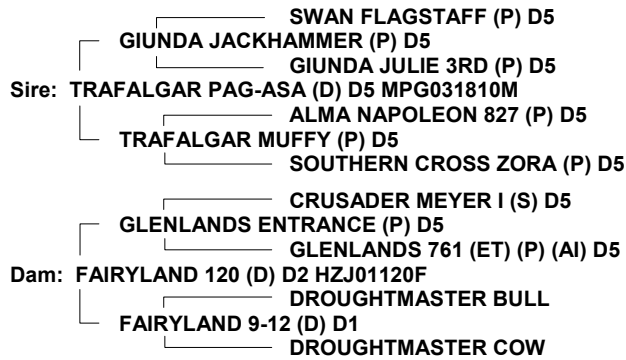 SWAN FLAGSTAFF (P) D5
GIUNDA JACKHAMMER (P) D5
GIUNDA JULIE 3RD (P) D5
Sire: TRAFALGAR PAG-ASA (D) D5 MPG031810M
ALMA NAPOLEON 827 (P) D5
TRAFALGAR MUFFY (P) D5
SOUTHERN CROSS ZORA (P) D5
CRUSADER MEYER I (S) D5
GLENLANDS ENTRANCE (P) D5
GLENLANDS 761 (ET) (P) (AI) D5
Dam: FAIRYLAND 120 (D) D2 HZJ01120F
DROUGHTMASTER BULL
FAIRYLAND 9-12 (D) D1
DROUGHTMASTER COW